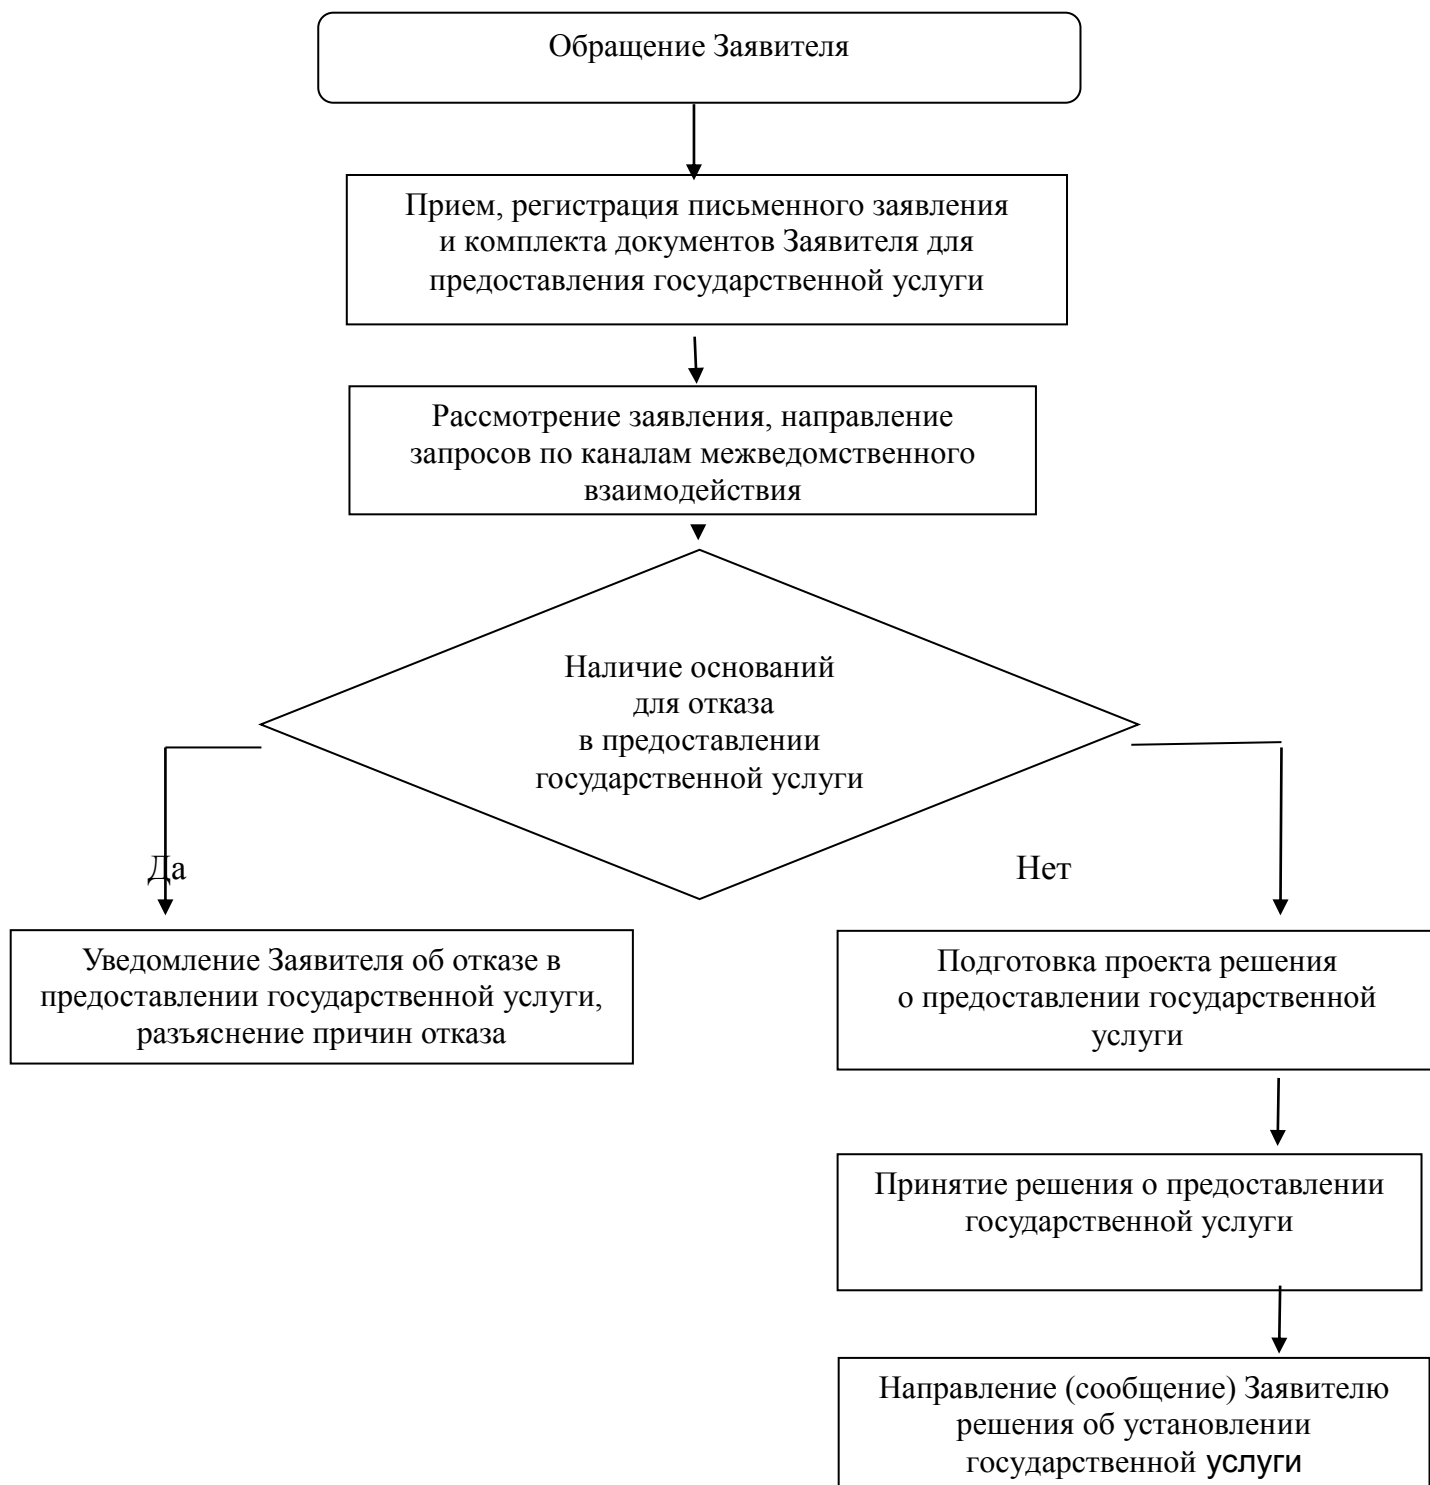 Обращение Заявителя
Прием, регистрация письменного заявления
и комплекта документов Заявителя для
предоставления государственной услуги
Рассмотрение заявления, направление
запросов по каналам межведомственного
взаимодействия
Наличие оснований
для отказа
в предоставлении
государственной услуги
Да
Нет
Уведомление Заявителя об отказе в
предоставлении государственной услуги,
разъяснение причин отказа
Подготовка проекта решения
о предоставлении государственной
услуги
Принятие решения о предоставлении
государственной услуги
Направление (сообщение) Заявителю
решения об установлении
государственной услуги